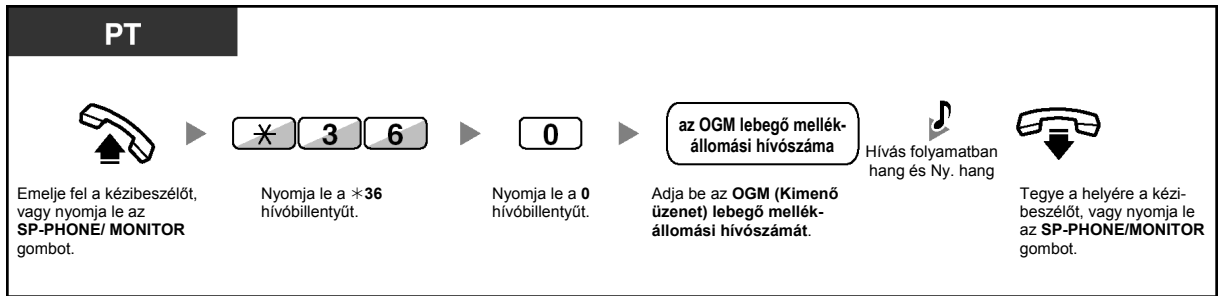 PT
✳ 3 6
0
az OGM lebegő mellék-
állomási hívószáma
Hívás folyamatban
hang és Ny. hang
Emelje fel a kézibeszélőt,
vagy nyomja le az
SP-PHONE/ MONITOR
gombot.
Nyomja le a ✳36
hívóbillentyűt.
Nyomja le a 0
hívóbillentyűt.
Adja be az OGM (Kimenő
üzenet) lebegő mellék-
állomási hívószámát.
Tegye a helyére a kézi-
beszélőt, vagy nyomja le
az SP-PHONE/MONITOR
gombot.